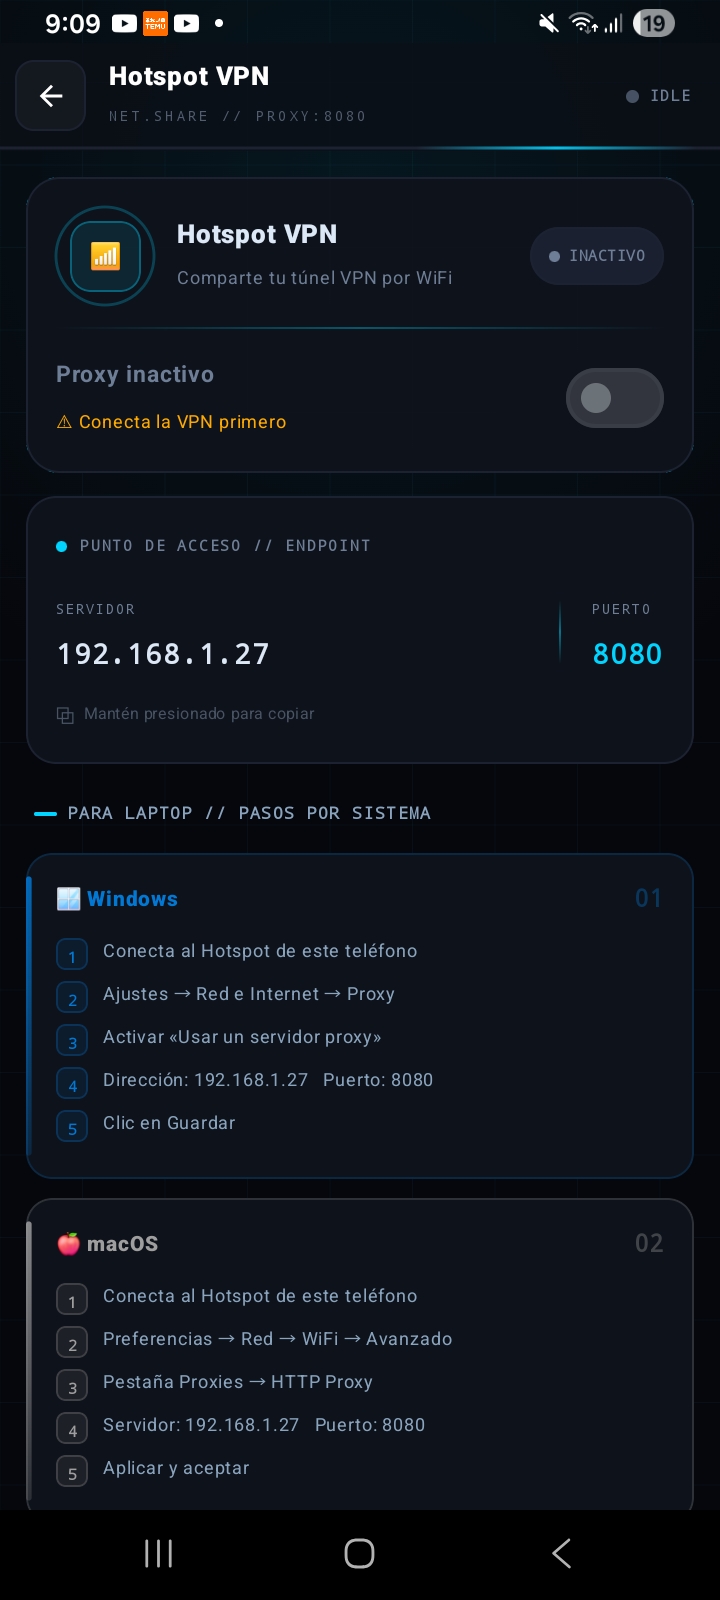 9:09
TEMU
19
Hotspot VPN
NET.SHARE // PROXY:8080
IDLE
Hotspot VPN
Comparte tu túnel VPN por WiFi
INACTIVO
Proxy inactivo
⚠ Conecta la VPN primero
PUNTO DE ACCESO // ENDPOINT
SERVIDOR
PUERTO
192.168.1.27
8080
Mantén presionado para copiar
PARA LAPTOP // PASOS POR SISTEMA
Windows
01
1 Conecta al Hotspot de este teléfono
2 Ajustes → Red e Internet → Proxy
3 Activar «Usar un servidor proxy»
4 Dirección: 192.168.1.27 Puerto: 8080
5 Clic en Guardar
macOS
02
1 Conecta al Hotspot de este teléfono
2 Preferencias → Red → WiFi → Avanzado
3 Pestaña Proxies → HTTP Proxy
4 Servidor: 192.168.1.27 Puerto: 8080
5 Aplicar y aceptar